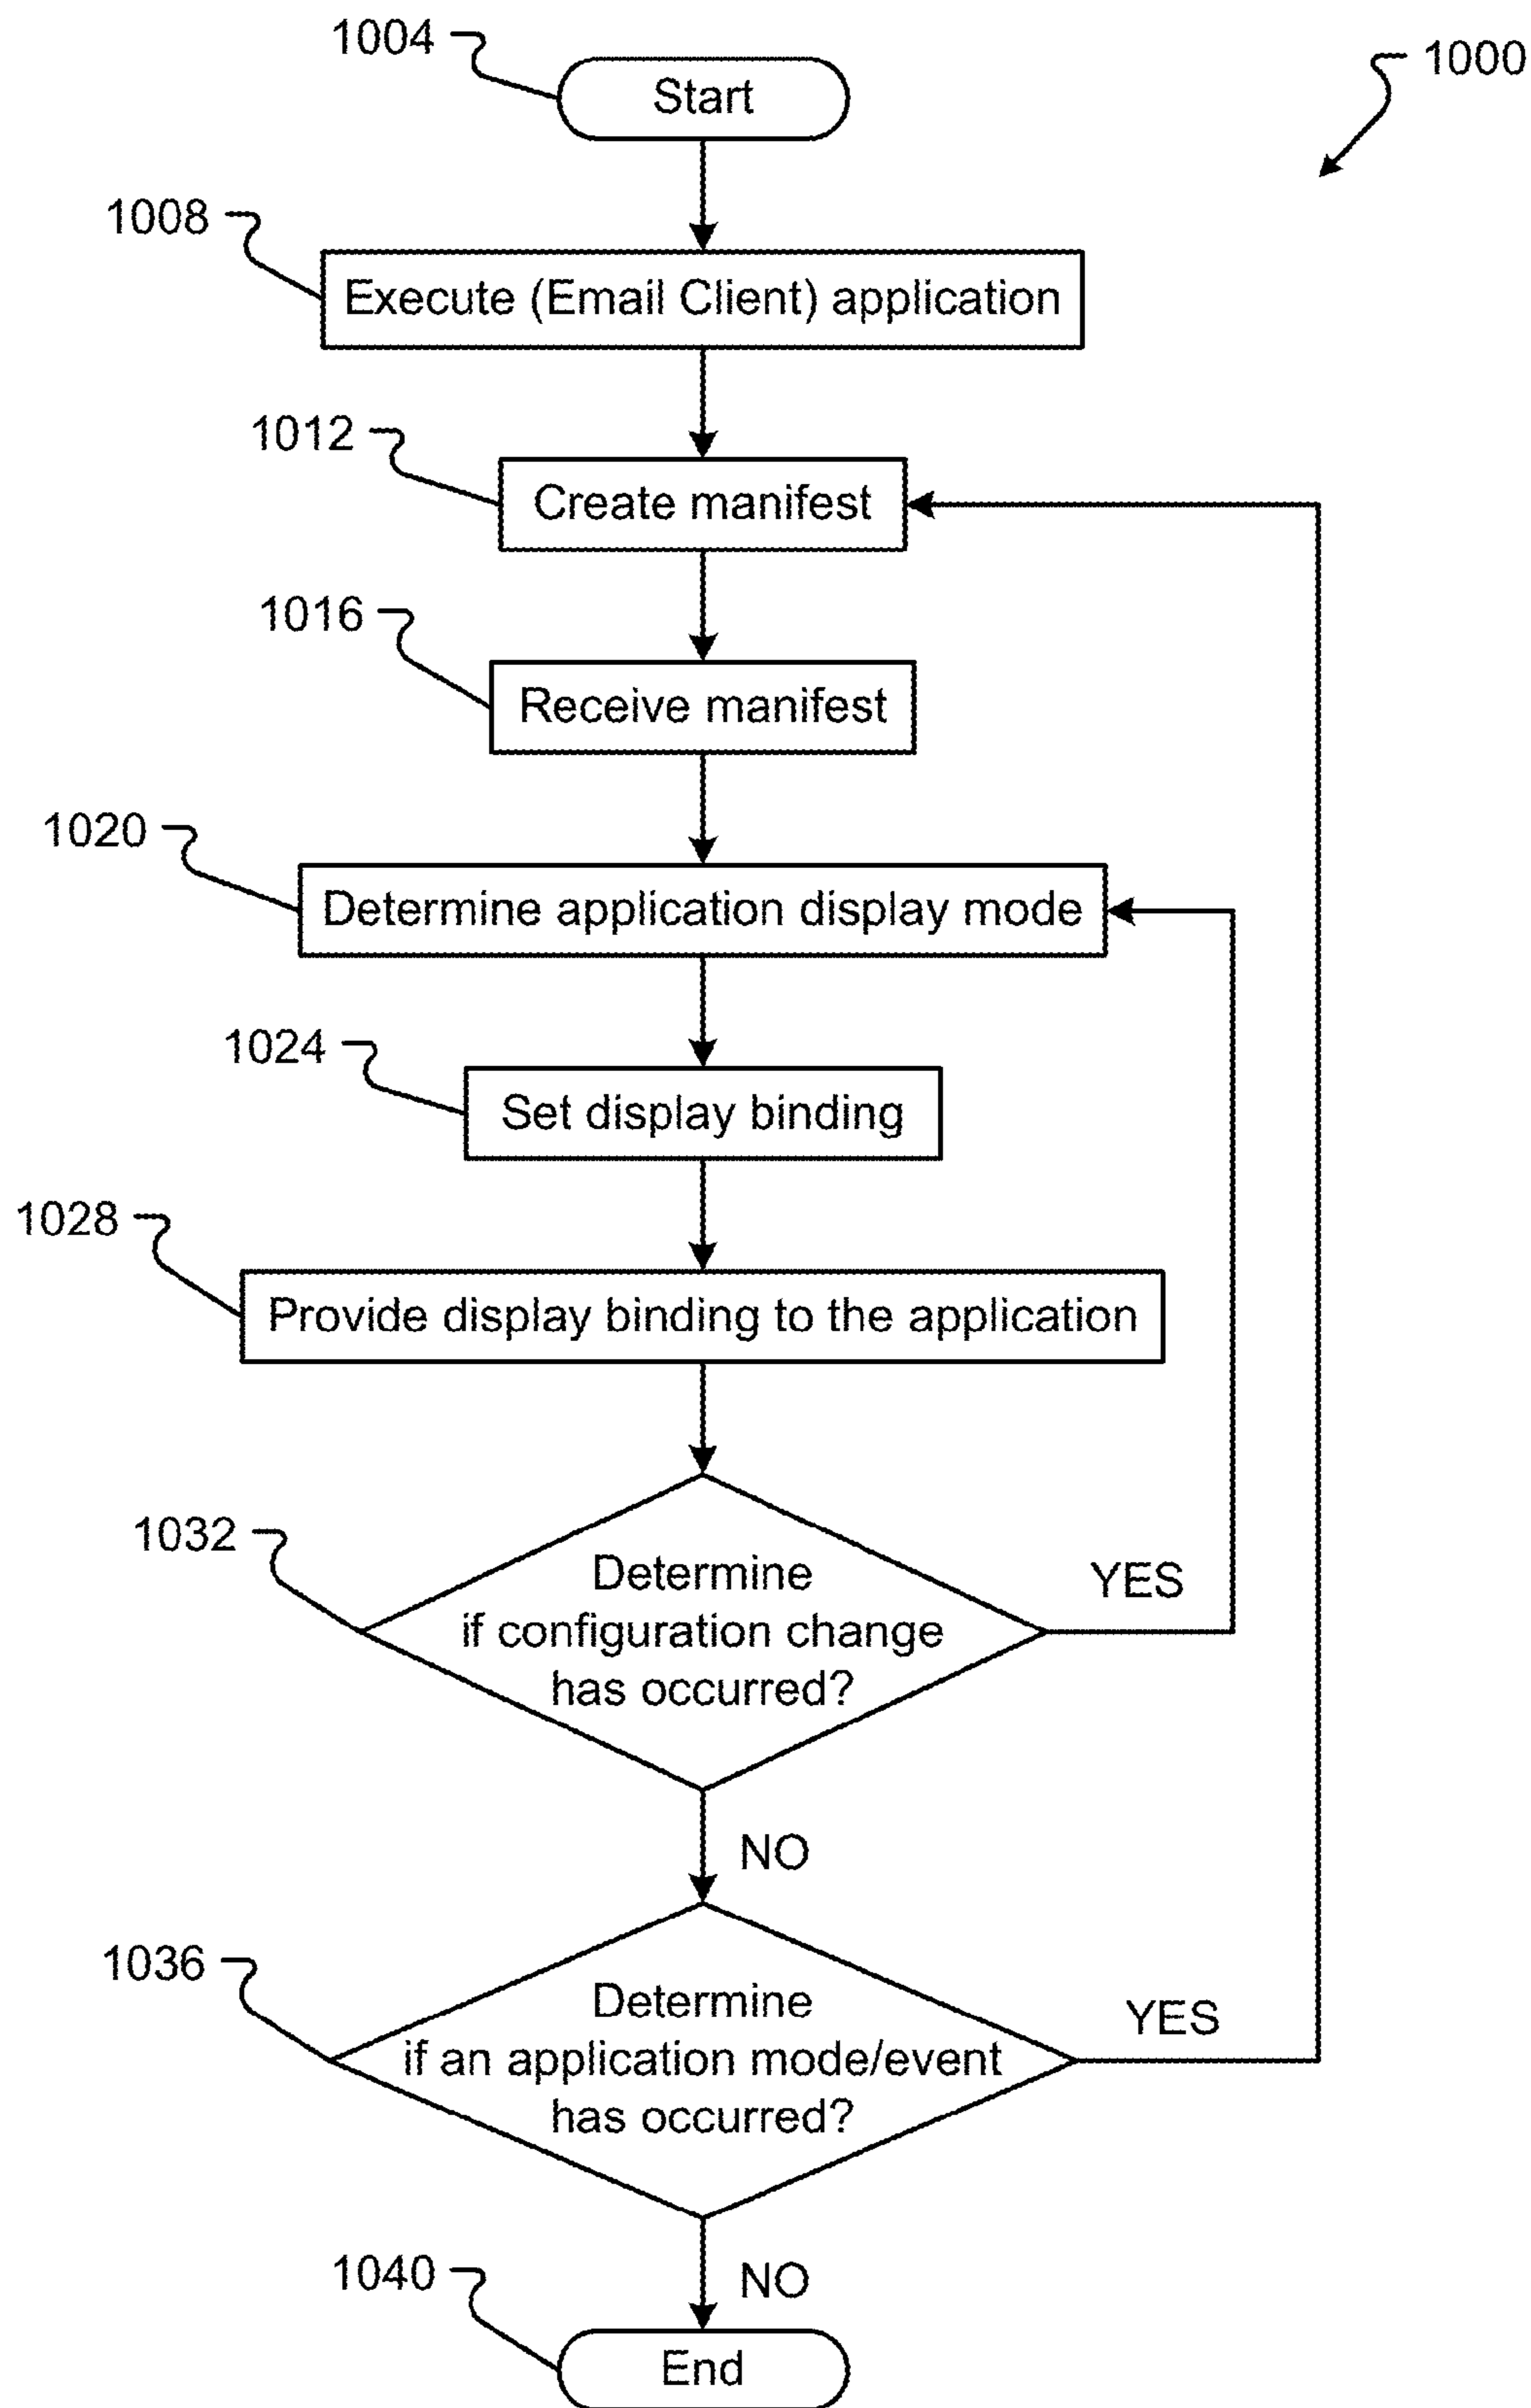 1004
Start
1000
1008
Execute (Email Client) application
1012
Create manifest
1016
Receive manifest
1020
Determine application display mode
1024
Set display binding
1028
Provide display binding to the application
1032
Determine
if configuration change
has occurred?
YES
NO
1036
Determine
if an application mode/event
has occurred?
YES
NO
1040
End